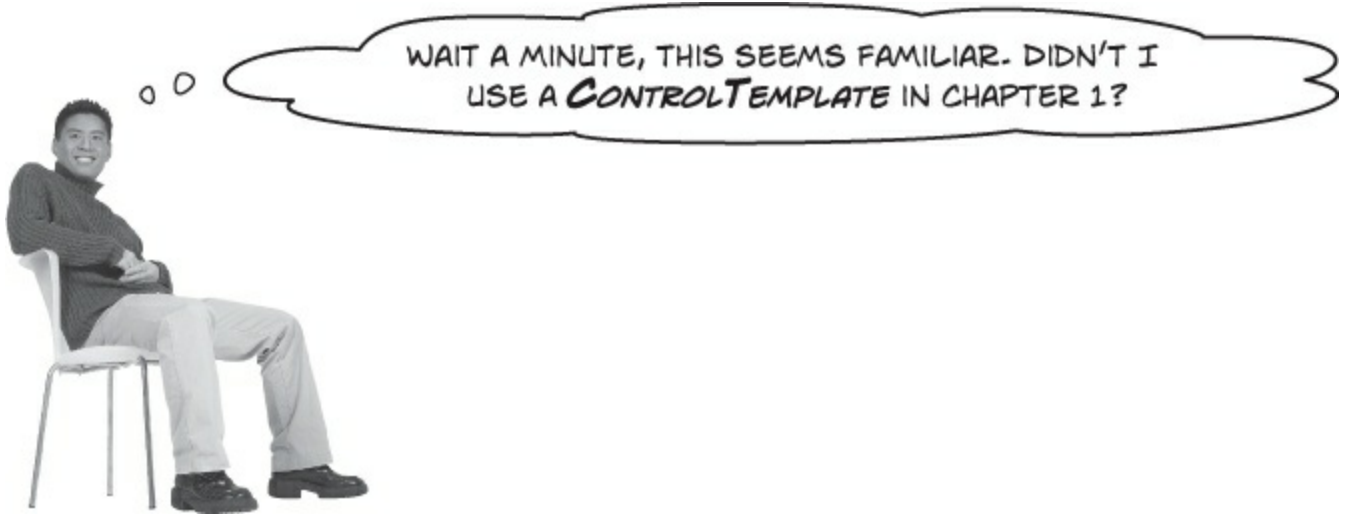 WAIT A MINUTE, THIS SEEMS FAMILIAR. DIDN'T I
USE A CONTROLTEMPLATE IN CHAPTER 1?